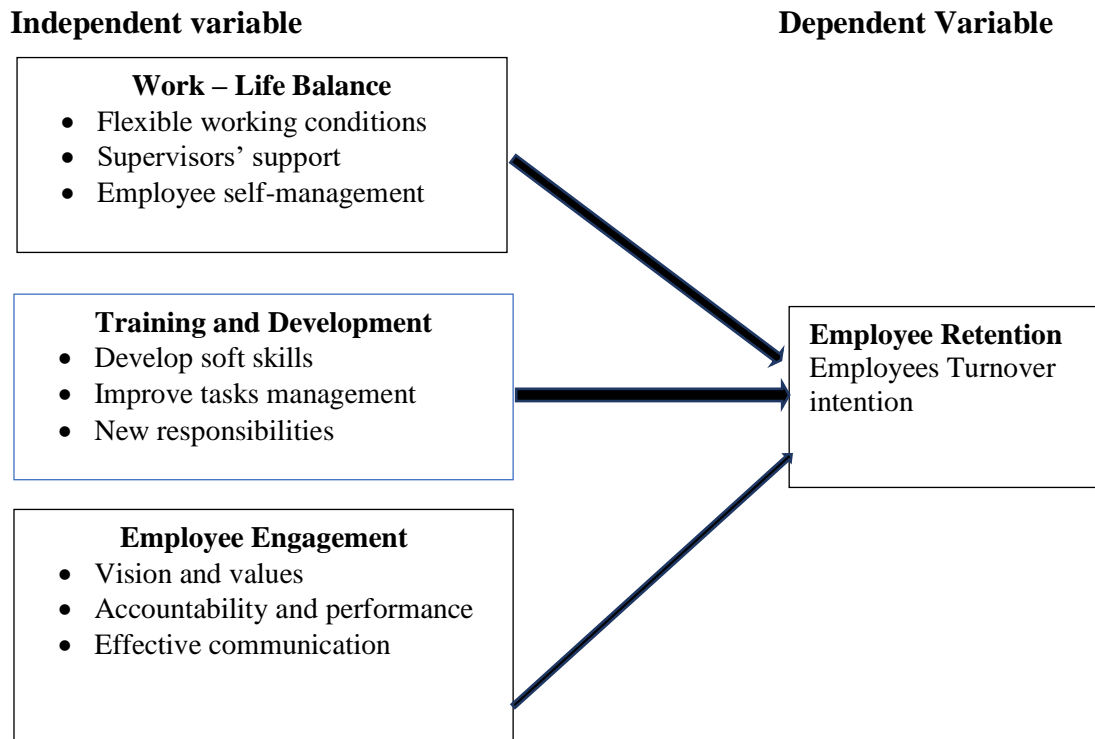 Independent variable
Dependent Variable
Work – Life Balance
• Flexible working conditions
• Supervisors’ support
• Employee self-management
Training and Development
• Develop soft skills
• Improve tasks management
• New responsibilities
Employee Engagement
• Vision and values
• Accountability and performance
• Effective communication
Employee Retention
Employees Turnover
intention